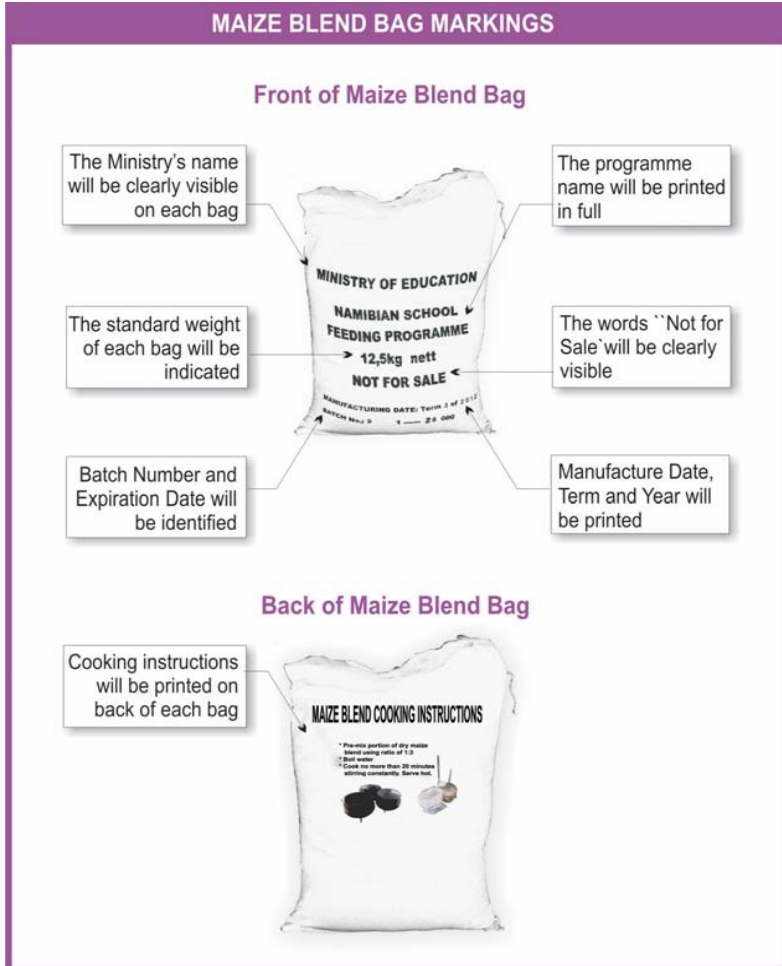 MAIZE BLEND BAG MARKINGS
Front of Maize Blend Bag
The Ministry's name
will be clearly visible
on each bag
The programme
name will be printed
in full
The standard weight
of each bag will be
indicated
The words ``Not for
Sale`will be clearly
visible
Batch Number and
Expiration Date will
be identified
Manufacture Date,
Term and Year will
be printed
MINISTRY OF EDUCATION
NAMIBIAN SCHOOL
FEEDING PROGRAMME
12,5kg nett
NOT FOR SALE
MANUFACTURING DATE: Term 3 of 2012
BATCH No.: 9 1 — 28 000
Back of Maize Blend Bag
Cooking instructions
will be printed on
back of each bag
MAIZE BLEND COOKING INSTRUCTIONS
* Pre-mix portion of dry maize
blend using ratio of 1:3
* Boil water
* Cook no more than 20 minutes
stirring constantly. Serve hot.